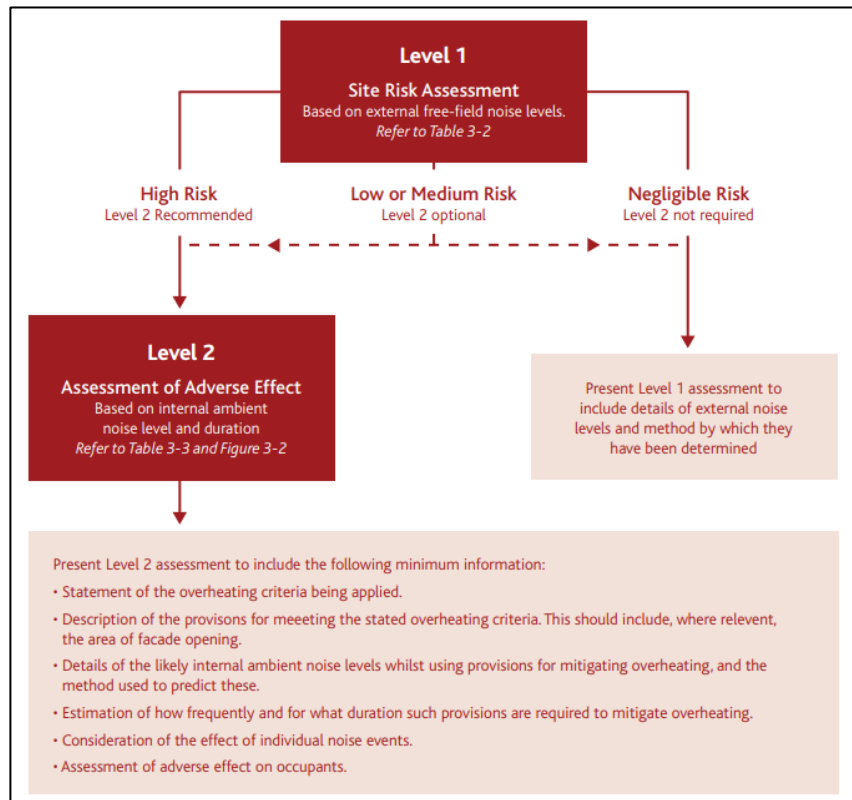 Level 1
Site Risk Assessment
Based on external free-field noise levels.
Refer to Table 3-2
High Risk
Level 2 Recommended
Low or Medium Risk
Level 2 optional
Negligible Risk
Level 2 not required
Level 2
Assessment of Adverse Effect
Based on internal ambient
noise level and duration
Refer to Table 3-3 and Figure 3-2
Present Level 1 assessment to
include details of external noise
levels and method by which they
have been determined
Present Level 2 assessment to include the following minimum information:
• Statement of the overheating criteria being applied.
• Description of the provisons for meeeting the stated overheating criteria. This should include, where relevent,
the area of facade opening.
• Details of the likely internal ambient noise levels whilst using provisions for mitigating overheating, and the
method used to predict these.
• Estimation of how frequently and for what duration such provisions are required to mitigate overheating.
• Consideration of the effect of individual noise events.
• Assessment of adverse effect on occupants.